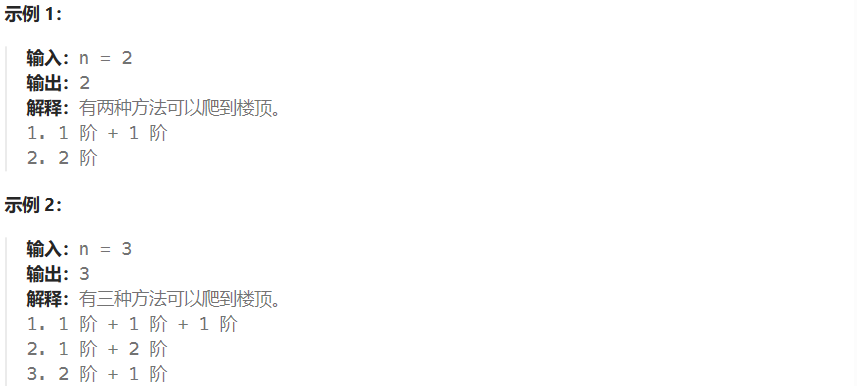 示例 1：
输入：n = 2
输出：2
解释：有两种方法可以爬到楼顶。
1. 1 阶 + 1 阶
2. 2 阶
示例 2：
输入：n = 3
输出：3
解释：有三种方法可以爬到楼顶。
1. 1 阶 + 1 阶 + 1 阶
2. 1 阶 + 2 阶
3. 2 阶 + 1 阶